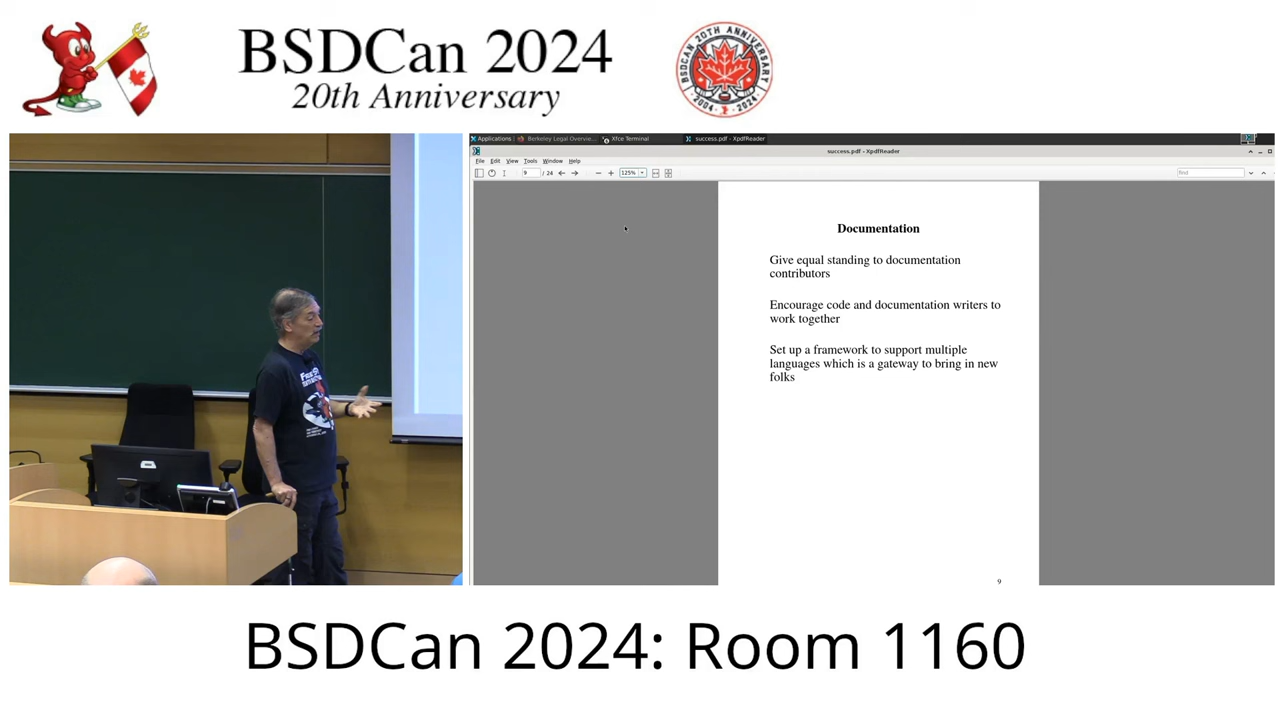 BSDCan 2024
20th Anniversary
BSDCAN 20TH ANNIVERSARY
2004 2024
Applications
Berkeley Legal Overvie...
Xfce Terminal
success.pdf - XpdfReader
success.pdf - XpdfReader
File Edit View Tools Window Help
9 / 24
125%
find
Documentation
Give equal standing to documentation
contributors
Encourage code and documentation writers to
work together
Set up a framework to support multiple
languages which is a gateway to bring in new
folks
9
BSDCan 2024: Room 1160